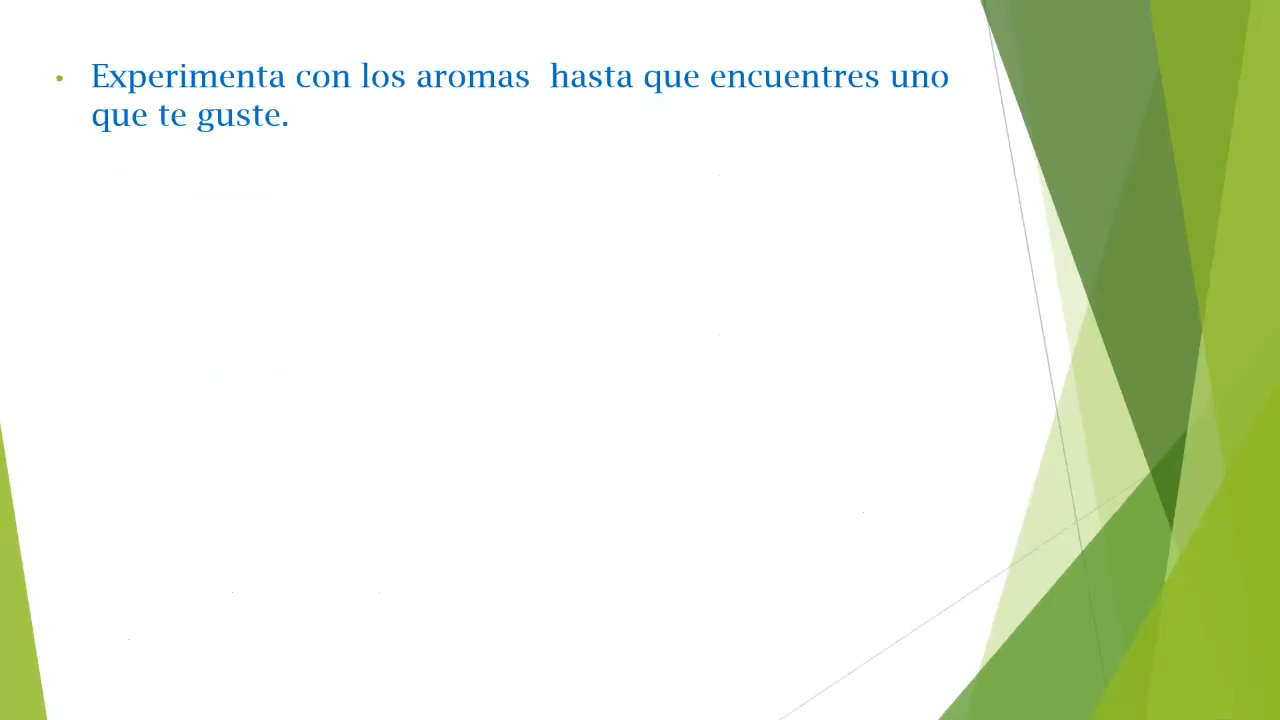 • Experimenta con los aromas  hasta que encuentres uno
que te guste.